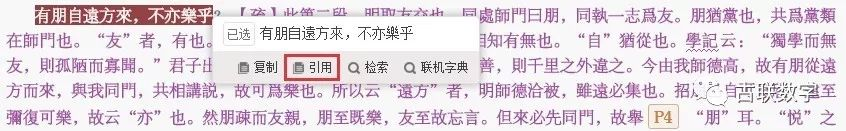 有朋自遠方來，不亦樂乎？【疏】此第二段，明取友交也。同處師門曰朋，同執一志爲友。朋猶黨也，共爲黨類
在師門也。“友”者，有也。
已选 有朋自遠方來，不亦樂乎
知有無也。“自”猶從也。學記云：“獨學而無
友，則孤陋而寡聞。”君子出
复制 引用 检索 联机字典
善，則千里之外違之。今由我師德高，故有朋從遠
方而來，與我同門，共相講説，故可爲樂也。所以云“遠方”者，明師德洽被，雖遠必集也。招
至
彌復可樂，故云“亦”也。然朋疎而友親，朋至既樂，友至故忘言。但來必先同門，故舉 P4 “朋”耳。“悦”之
古联数字